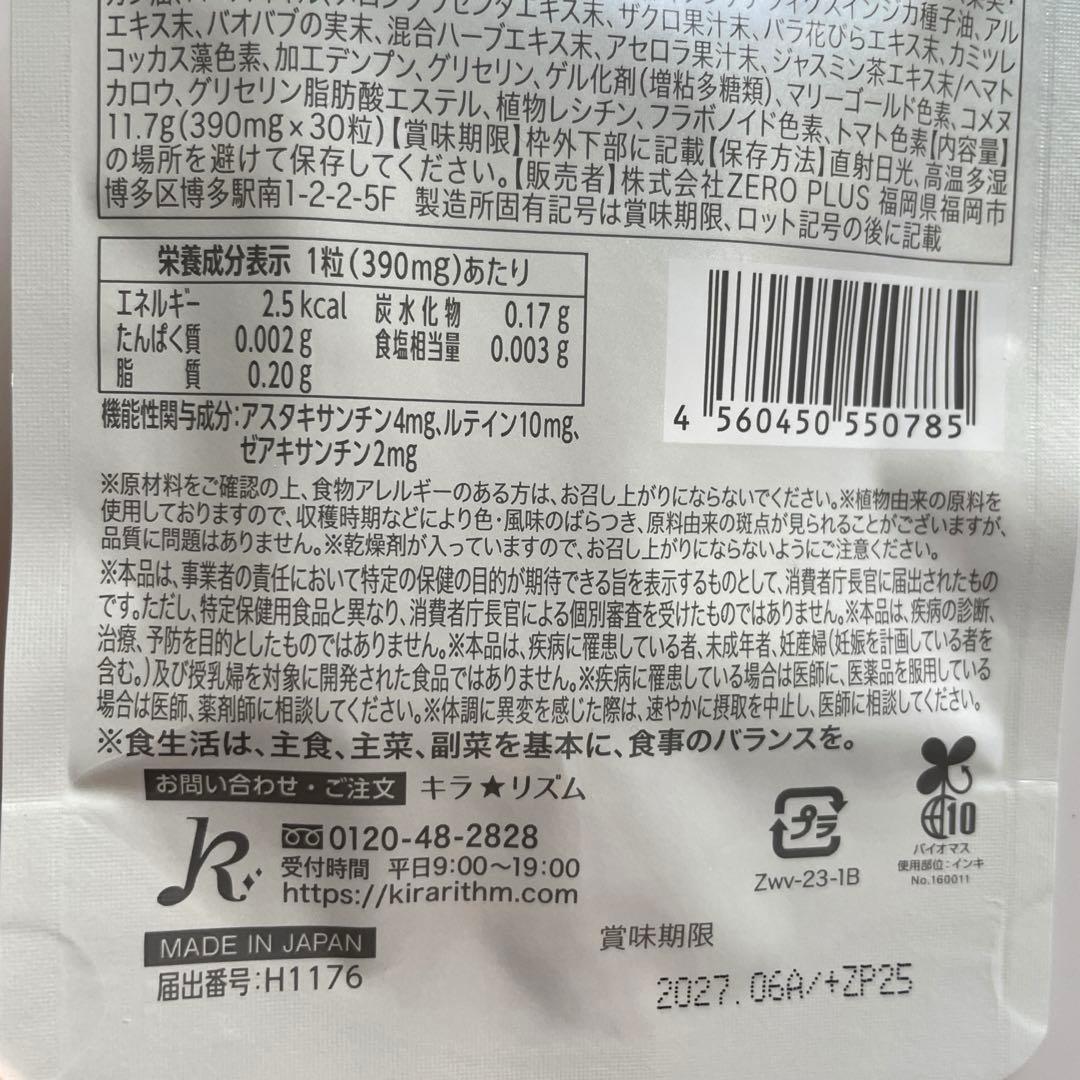 エキス末、バオバブの実末、混合ハーブエキス末、アセロラ果汁末、ジャスミン茶エキス末/ヘマト
コッカス藻色素、加工デンプン、グリセリン、ゲル化剤(増粘多糖類)、マリーゴールド色素、コメヌ
カロウ、グリセリン脂肪酸エステル、植物レシチン、フラボノイド色素、トマト色素【内容量】
11.7g(390mg×30粒)【賞味期限】枠外下部に記載【保存方法】直射日光、高温多湿
の場所を避けて保存してください。【販売者】株式会社ZERO PLUS 福岡県福岡市
博多区博多駅南1-2-2-5F 製造所固有記号は賞味期限、ロット記号の後に記載
栄養成分表示 1粒(390mg)あたり
エネルギー 2.5kcal 炭水化物 0.17g
たんぱく質 0.002g 食塩相当量 0.003g
脂質 0.20g
機能性関与成分:アスタキサンチン4mg、ルテイン10mg、
ゼアキサンチン2mg
4 560450 550785
※原材料をご確認の上、食物アレルギーのある方は、お召し上がりにならないでください。※植物由来の原料を
使用しておりますので、収穫時期などにより色・風味のばらつき、原料由来の斑点が見られることがございますが、
品質に問題はありません。※乾燥剤が入っていますので、お召し上がりにならないようにご注意ください。
※本品は、事業者の責任において特定の保健の目的が期待できる旨を表示するものとして、消費者庁長官に届出されたもの
です。ただし、特定保健用食品と異なり、消費者庁長官による個別審査を受けたものではありません。※本品は、疾病の診断、
治療、予防を目的としたものではありません。※本品は、疾病に罹患している者、未成年者、妊産婦(妊娠を計画している者を
含む。)及び授乳婦を対象に開発された食品ではありません。※疾病に罹患している場合は医師に、医薬品を服用している
場合は医師、薬剤師に相談してください。※体調に異変を感じた際は、速やかに摂取を中止し、医師に相談してください。
※食生活は、主食、主菜、副菜を基本に、食事のバランスを。
お問い合わせ・ご注文 キラ★リズム
0120-48-2828
受付時間 平日9:00〜19:00
https://kirarithm.com
MADE IN JAPAN
届出番号:H1176
プラ
Zwv-23-1B
10
バイオマス
使用部位:インキ
No.160011
賞味期限
2027.06A/+ZP25